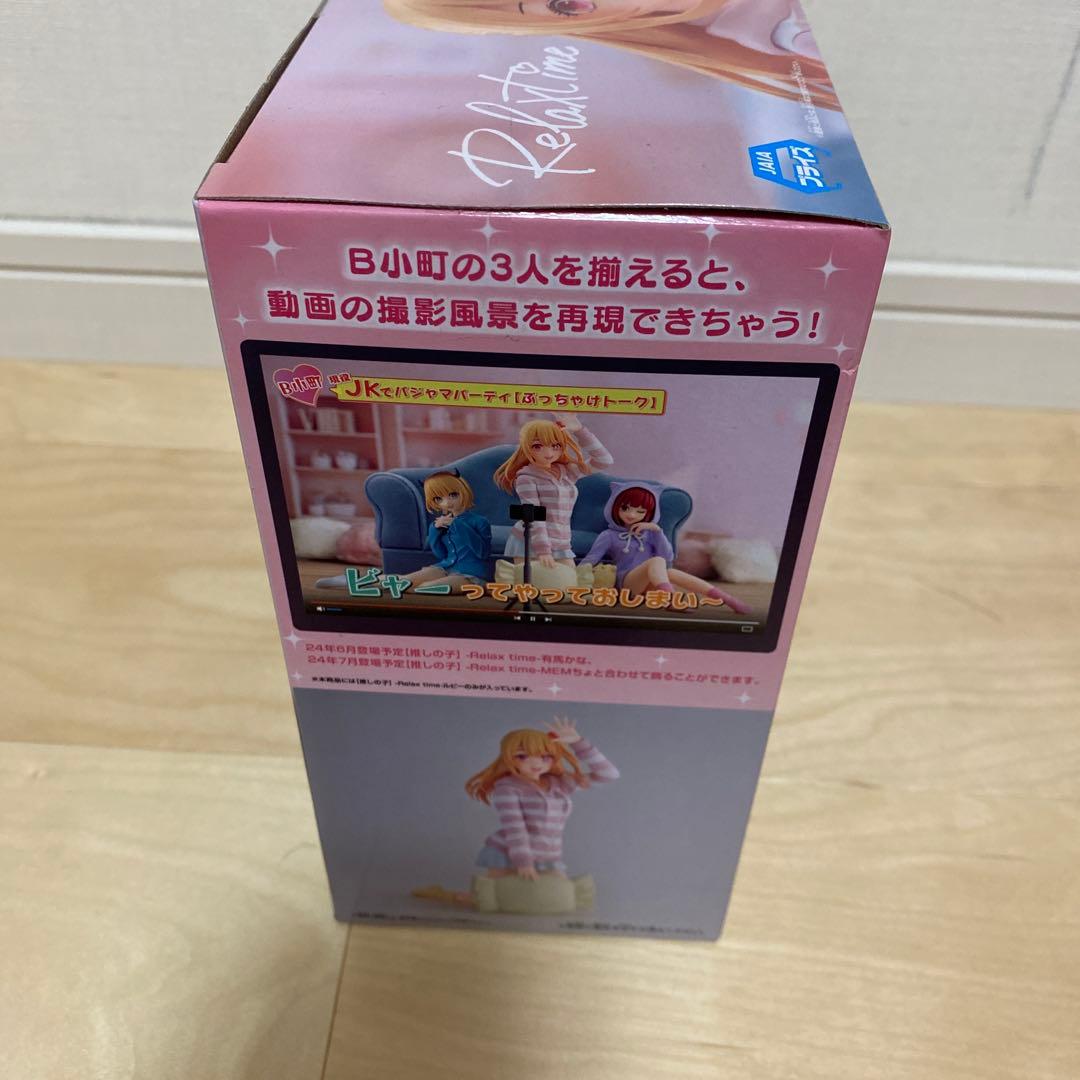 Relax time
JAIA
プライズ
B小町の3人を揃えると、
動画の撮影風景を再現できちゃう!
B小町
現役JKでパジャマパーティ【ぶっちゃけトーク】
ビャーってやっておしまい〜
24年6月登場予定【推しの子】 -Relax time-有馬かな、
24年7月登場予定【推しの子】 -Relax time-MEMちょと合わせて飾ることができます。
※本商品には【推しの子】-Relax time-ルビーのみが入っています。